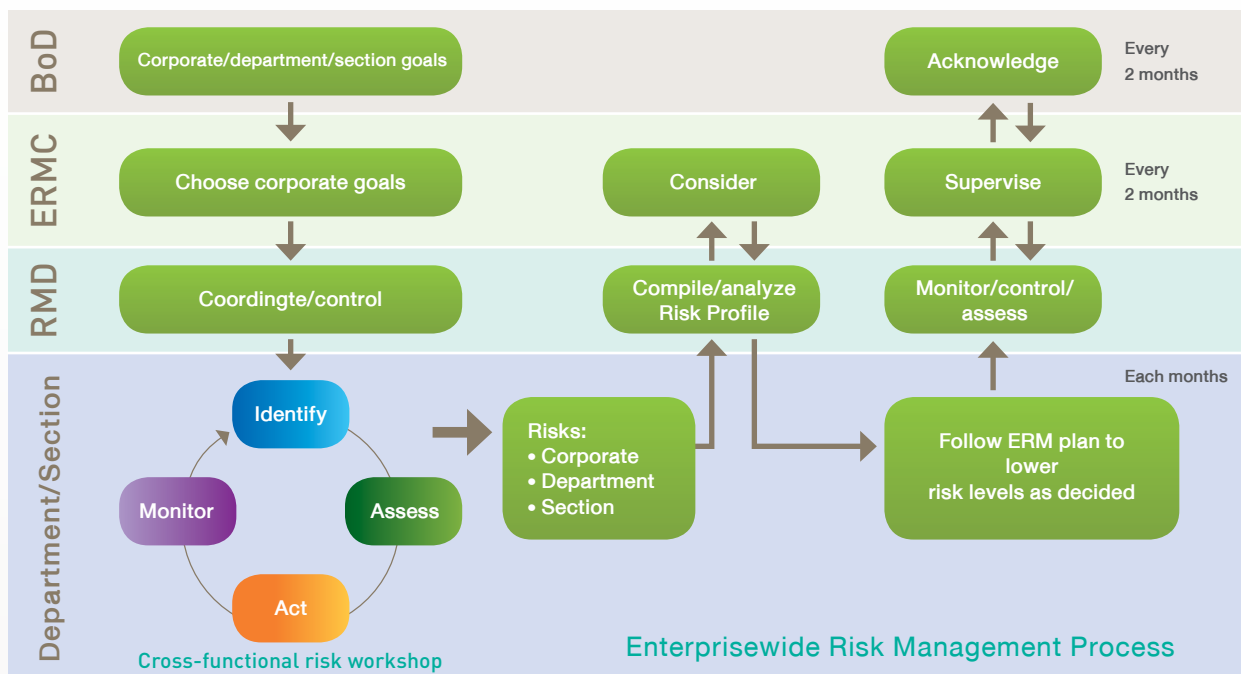 BoD
Corporate/department/section goals
Acknowledge
Every
2 months
ERMC
Choose corporate goals
Consider
Supervise
Every
2 months
RMD
Coordingte/control
Compile/analyze
Risk Profile
Monitor/control/
assess
Department/Section
Each months
Identify
Monitor
Assess
Act
Cross-functional risk workshop
Risks:
• Corporate
• Department
• Section
Follow ERM plan to
lower
risk levels as decided
Enterprisewide Risk Management Process